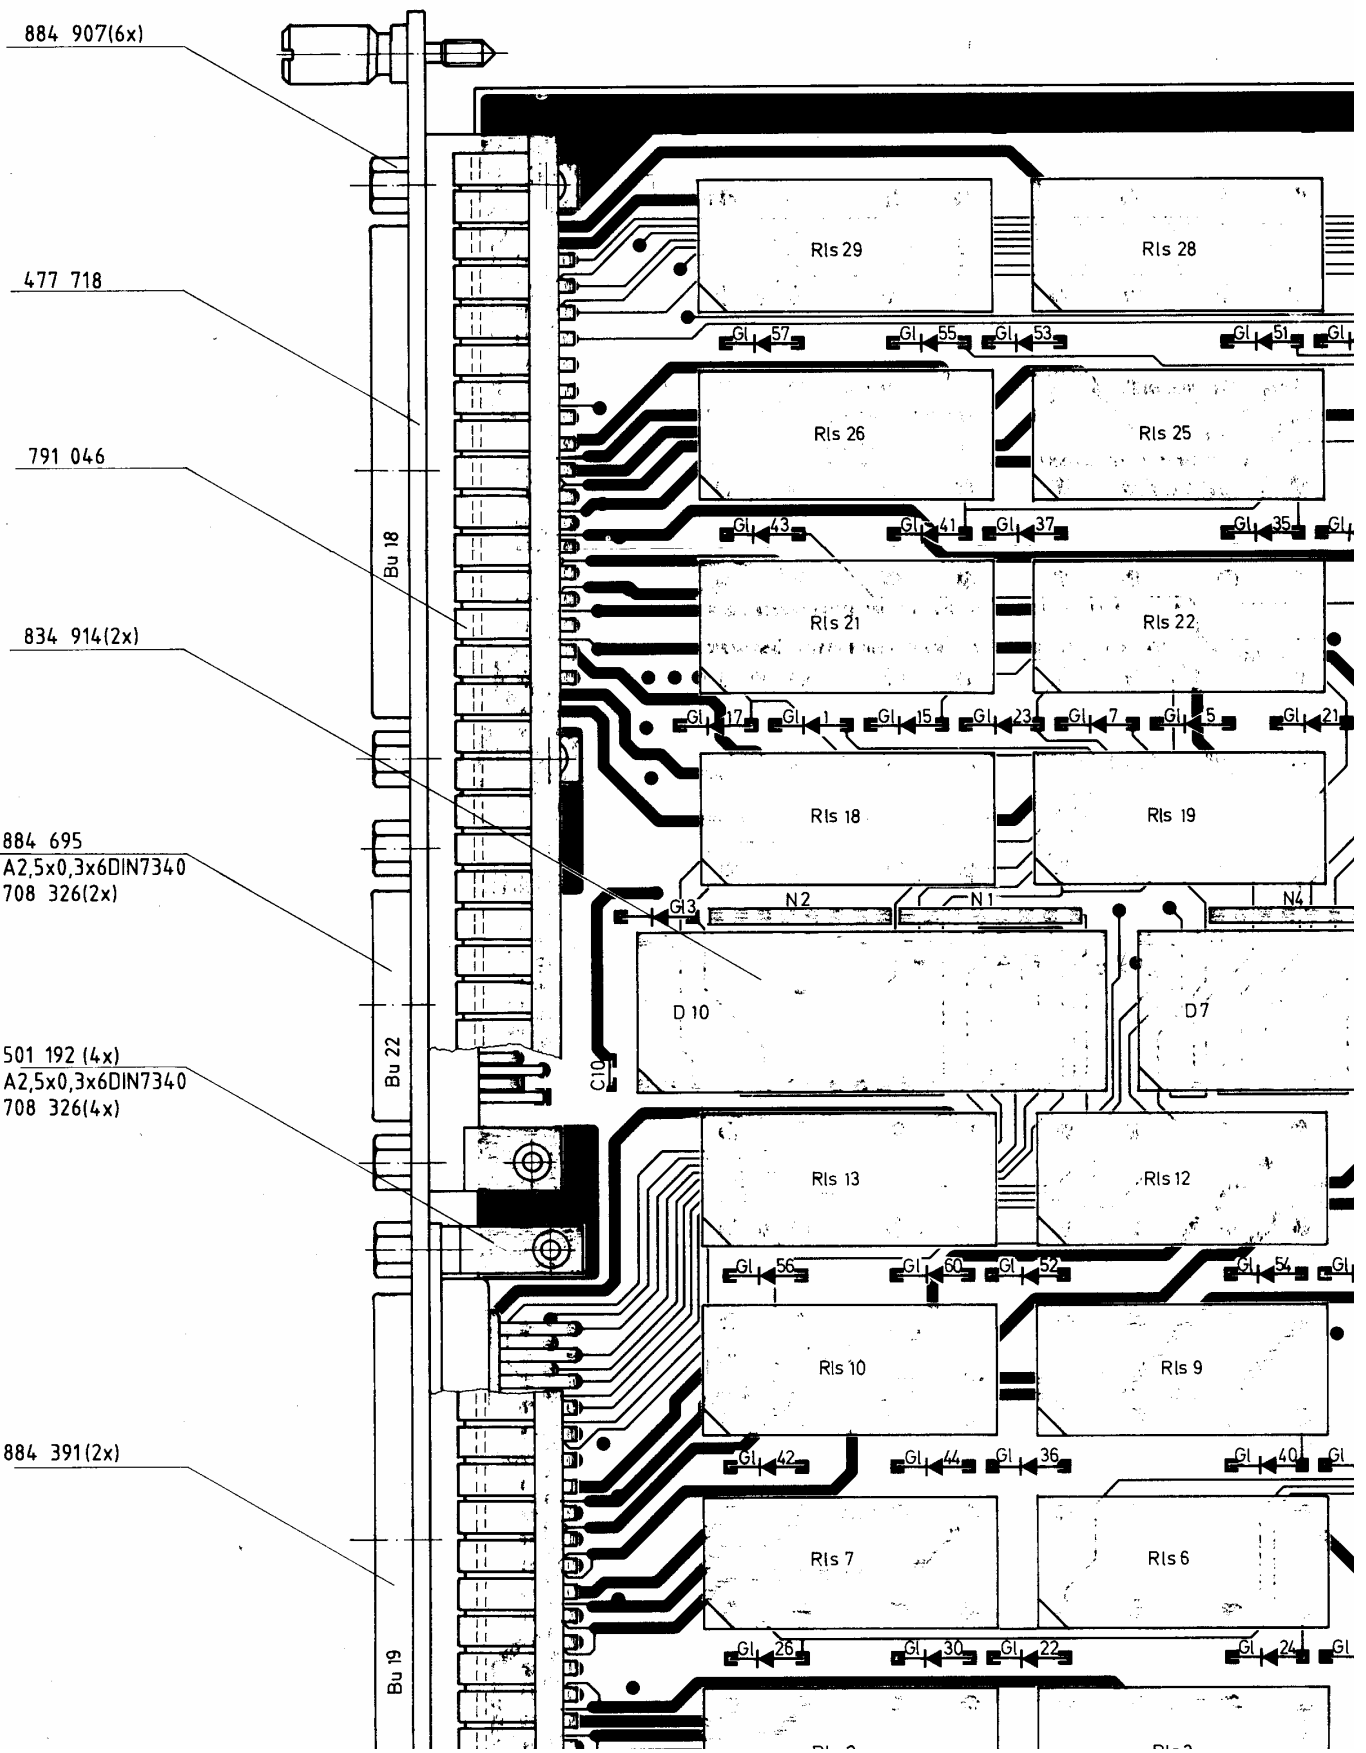 884 907(6x)
477 718
791 046
834 914(2x)
884 695
A2,5x0,3x6DIN7340
708 326(2x)
501 192 (4x)
A2,5x0,3x6DIN7340
708 326(4x)
884 391(2x)
Bu 18
Bu 22
Bu 19
Rls 29
Rls 28
Gl 57
Gl 55
Gl 53
Gl 51
Gl
Rls 26
Rls 25
Gl 43
Gl 41
Gl 37
Gl 35
Gl
Rls 21
Rls 22
Gl 17
Gl 1
Gl 15
Gl 23
Gl 7
Gl 5
Gl 21
Rls 18
Rls 19
Gl3
N2
N1
N4
D 10
D7
C10
Rls 13
Rls 12
Gl 56
Gl 60
Gl 52
Gl 54
Gl
Rls 10
Rls 9
Gl 42
Gl 44
Gl 36
Gl 40
Gl
Rls 7
Rls 6
Gl 26
Gl 30
Gl 22
Gl 24
Gl